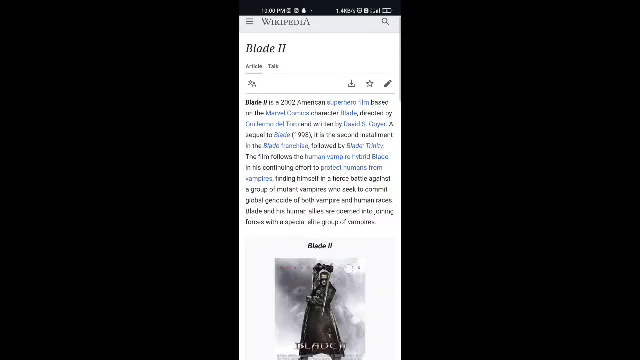 10:00 PM
1.4KB/s
WIKIPEDIA
Blade II
Article Talk
Blade II is a 2002 American superhero film based
on the Marvel Comics character Blade, directed by
Guillermo del Toro and written by David S. Goyer. A
sequel to Blade (1998), it is the second installment
in the Blade franchise, followed by Blade: Trinity.
The film follows the human vampire hybrid Blade
in his continuing effort to protect humans from
vampires, finding himself in a fierce battle against
a group of mutant vampires who seek to commit
global genocide of both vampire and human races.
Blade and his human allies are coerced into joining
forces with a special elite group of vampires.
Blade II
BLADE II